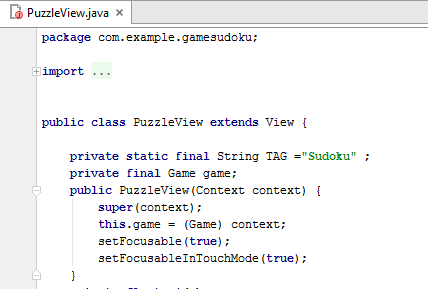 PuzzleView.java
package com.example.gamesudoku;
import ...
public class PuzzleView extends View {
private static final String TAG ="Sudoku" ;
private final Game game;
public PuzzleView(Context context) {
super(context);
this.game = (Game) context;
setFocusable(true);
setFocusableInTouchMode(true);
}